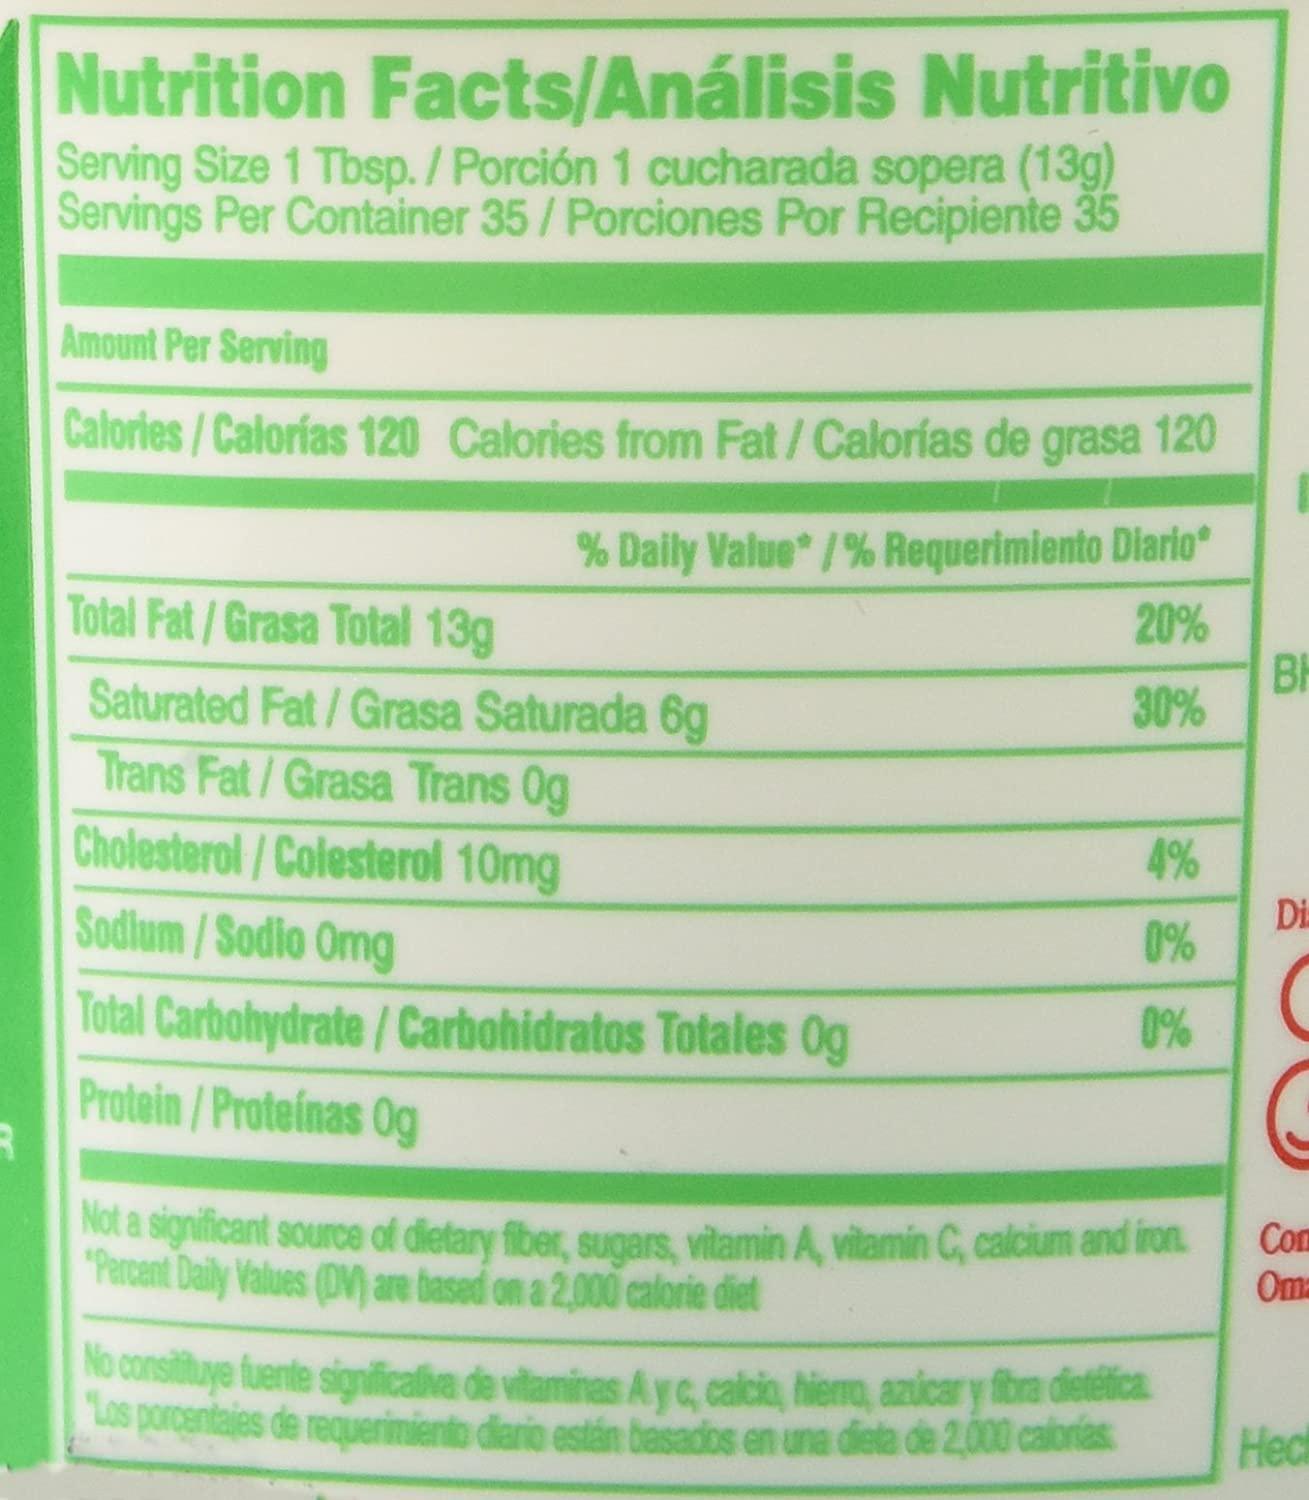 Nutrition Facts/Análisis Nutritivo
Serving Size 1 Tbsp. / Porción 1 cucharada sopera (13g)
Servings Per Container 35 / Porciones Por Recipiente 35
Amount Per Serving
Calories / Calorías 120 Calories from Fat / Calorías de grasa 120
% Daily Value* / % Requerimiento Diario*
Total Fat / Grasa Total 13g 20%
Saturated Fat / Grasa Saturada 6g 30%
Trans Fat / Grasa Trans 0g
Cholesterol / Colesterol 10mg 4%
Sodium / Sodio 0mg 0%
Total Carbohydrate / Carbohidratos Totales 0g 0%
Protein / Proteínas 0g
Not a significant source of dietary fiber, sugars, vitamin A, vitamin C, calcium and iron.
*Percent Daily Values (DV) are based on a 2,000 calorie diet
No consitituye fuente significativa de vitaminas A y c, calcio, hierro, azúcar y fibra dietética.
*Los porcentajes de requerimiento diario están basados en una dieta de 2,000 calorías.